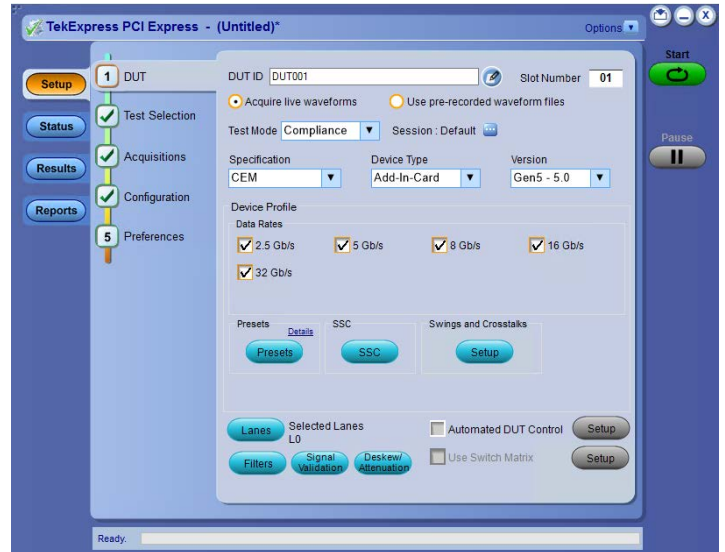 TekExpress PCI Express - (Untitled)*
Options
Start
Pause
Setup
Status
Results
Reports
1 DUT
Test Selection
Acquisitions
Configuration
5 Preferences
DUT ID DUT001 Slot Number 01
Acquire live waveforms Use pre-recorded waveform files
Test Mode Compliance Session : Default
Specification Device Type Version
CEM Add-In-Card Gen5 - 5.0
Device Profile
Data Rates
2.5 Gb/s 5 Gb/s 8 Gb/s 16 Gb/s
32 Gb/s
Presets SSC Swings and Crosstalks
Details
Presets SSC Setup
Lanes Selected Lanes Automated DUT Control Setup
L0
Filters Signal Validation Deskew/ Attenuation Use Switch Matrix Setup
Ready.